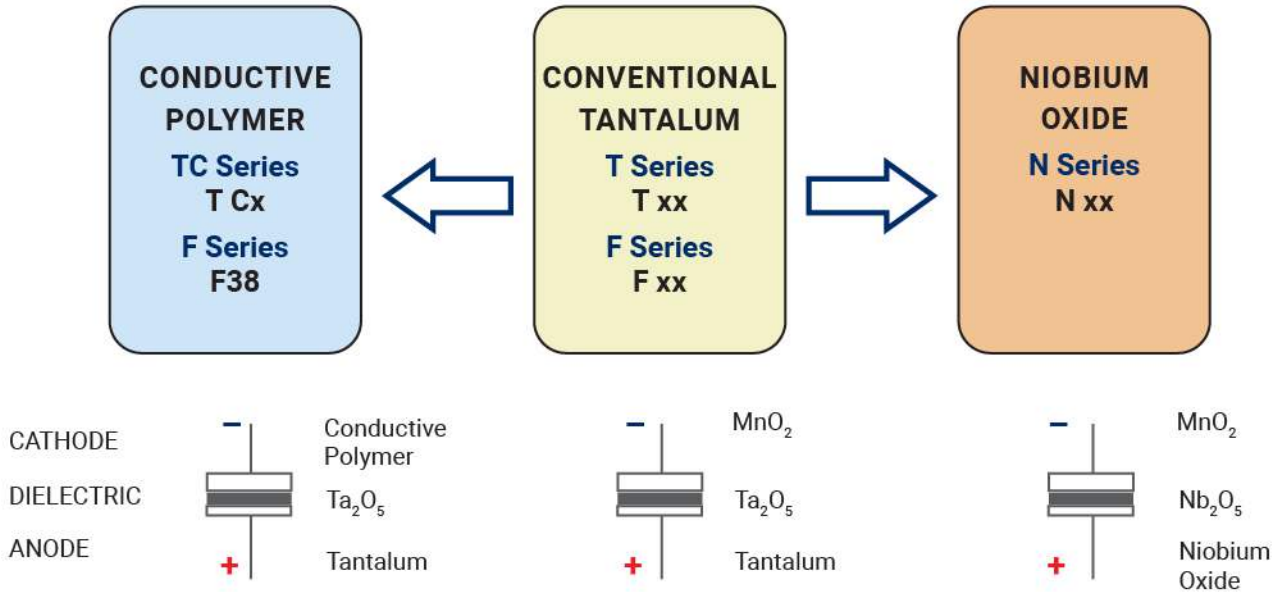 CONDUCTIVE
POLYMER
TC Series
T Cx
F Series
F38
CONVENTIONAL
TANTALUM
T Series
T xx
F Series
F xx
NIOBIUM
OXIDE
N Series
N xx
CATHODE
DIELECTRIC
ANODE
–
Conductive
Polymer
Ta₂O₅
+
Tantalum
–
MnO₂
Ta₂O₅
+
Tantalum
–
MnO₂
Nb₂O₅
+
Niobium
Oxide